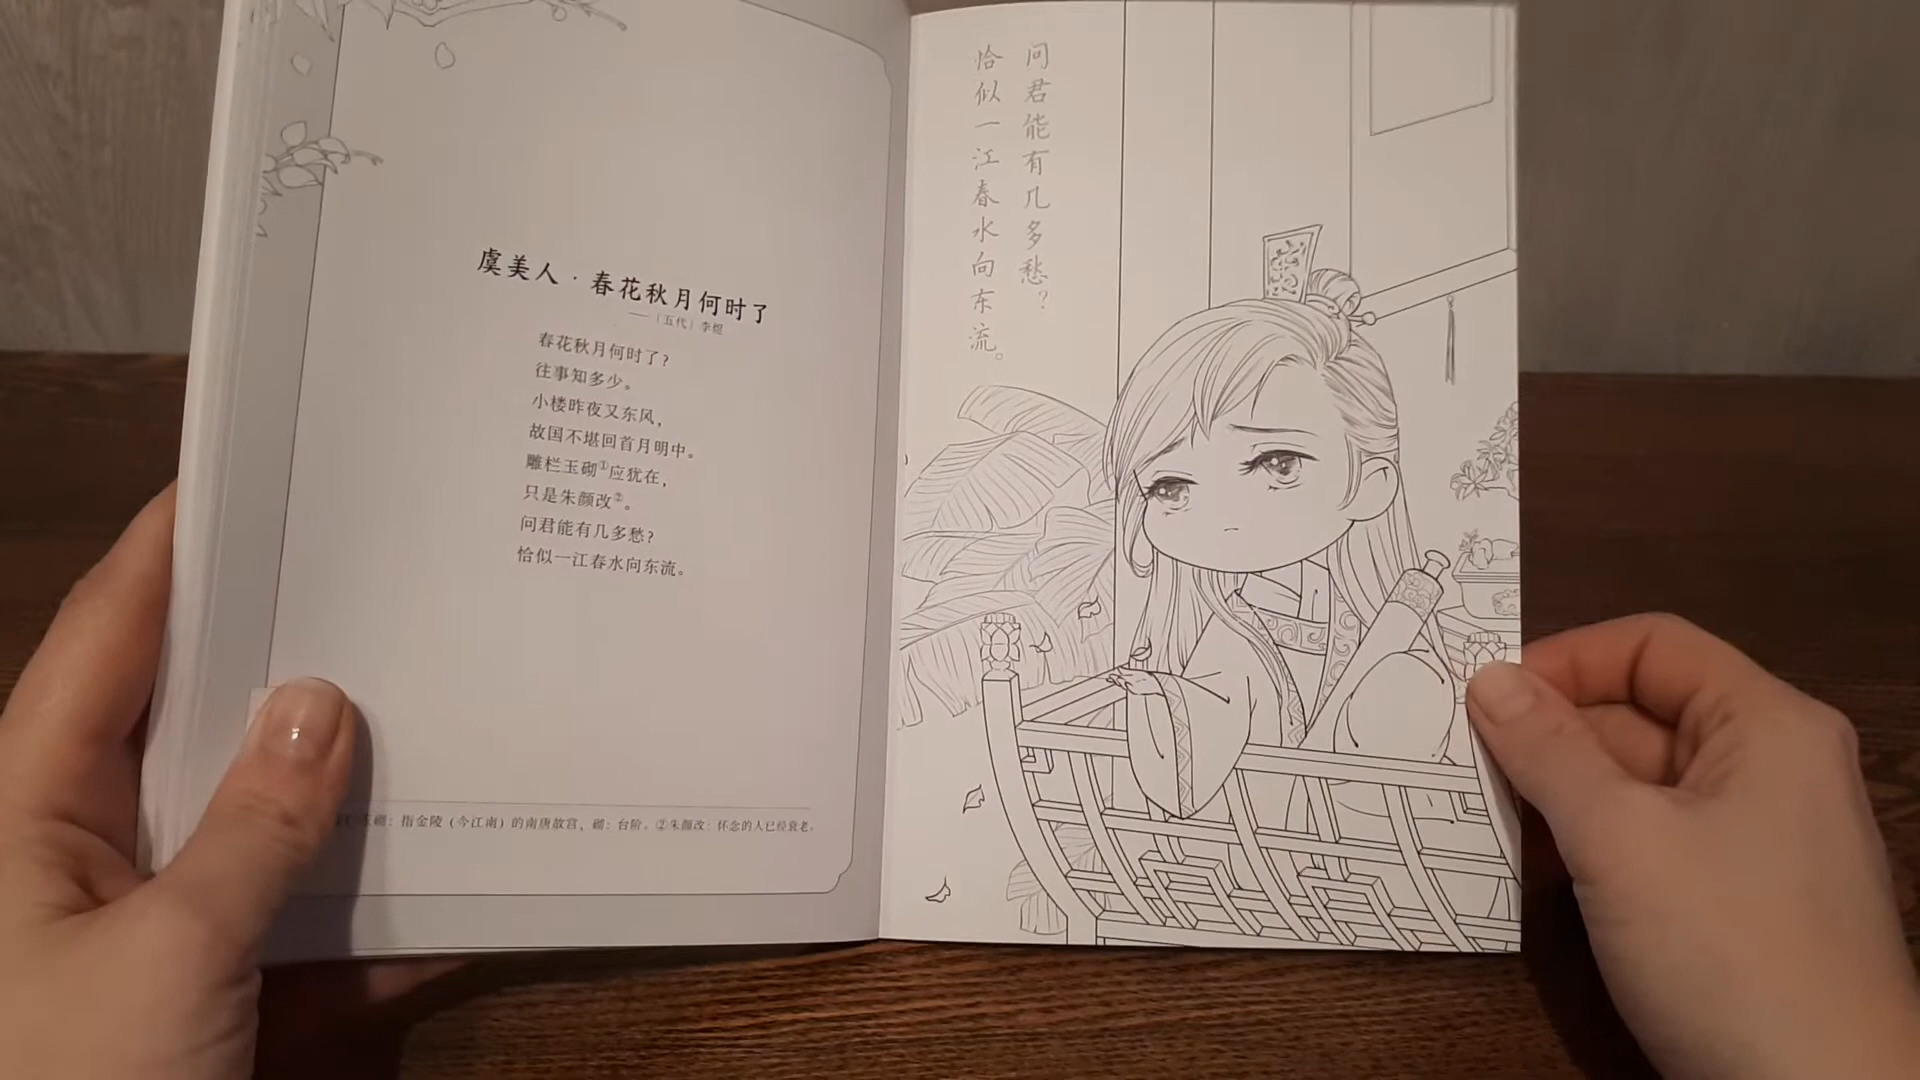 虞美人·春花秋月何时了
——〔五代〕李煜
春花秋月何时了？
往事知多少。
小楼昨夜又东风，
故国不堪回首月明中。
雕栏玉砌①应犹在，
只是朱颜改②。
问君能有几多愁？
恰似一江春水向东流。
砌：指金陵（今江南）的南唐故宫，砌：台阶。②朱颜改：怀念的人已经衰老。
问君能有几多愁？
恰似一江春水向东流。